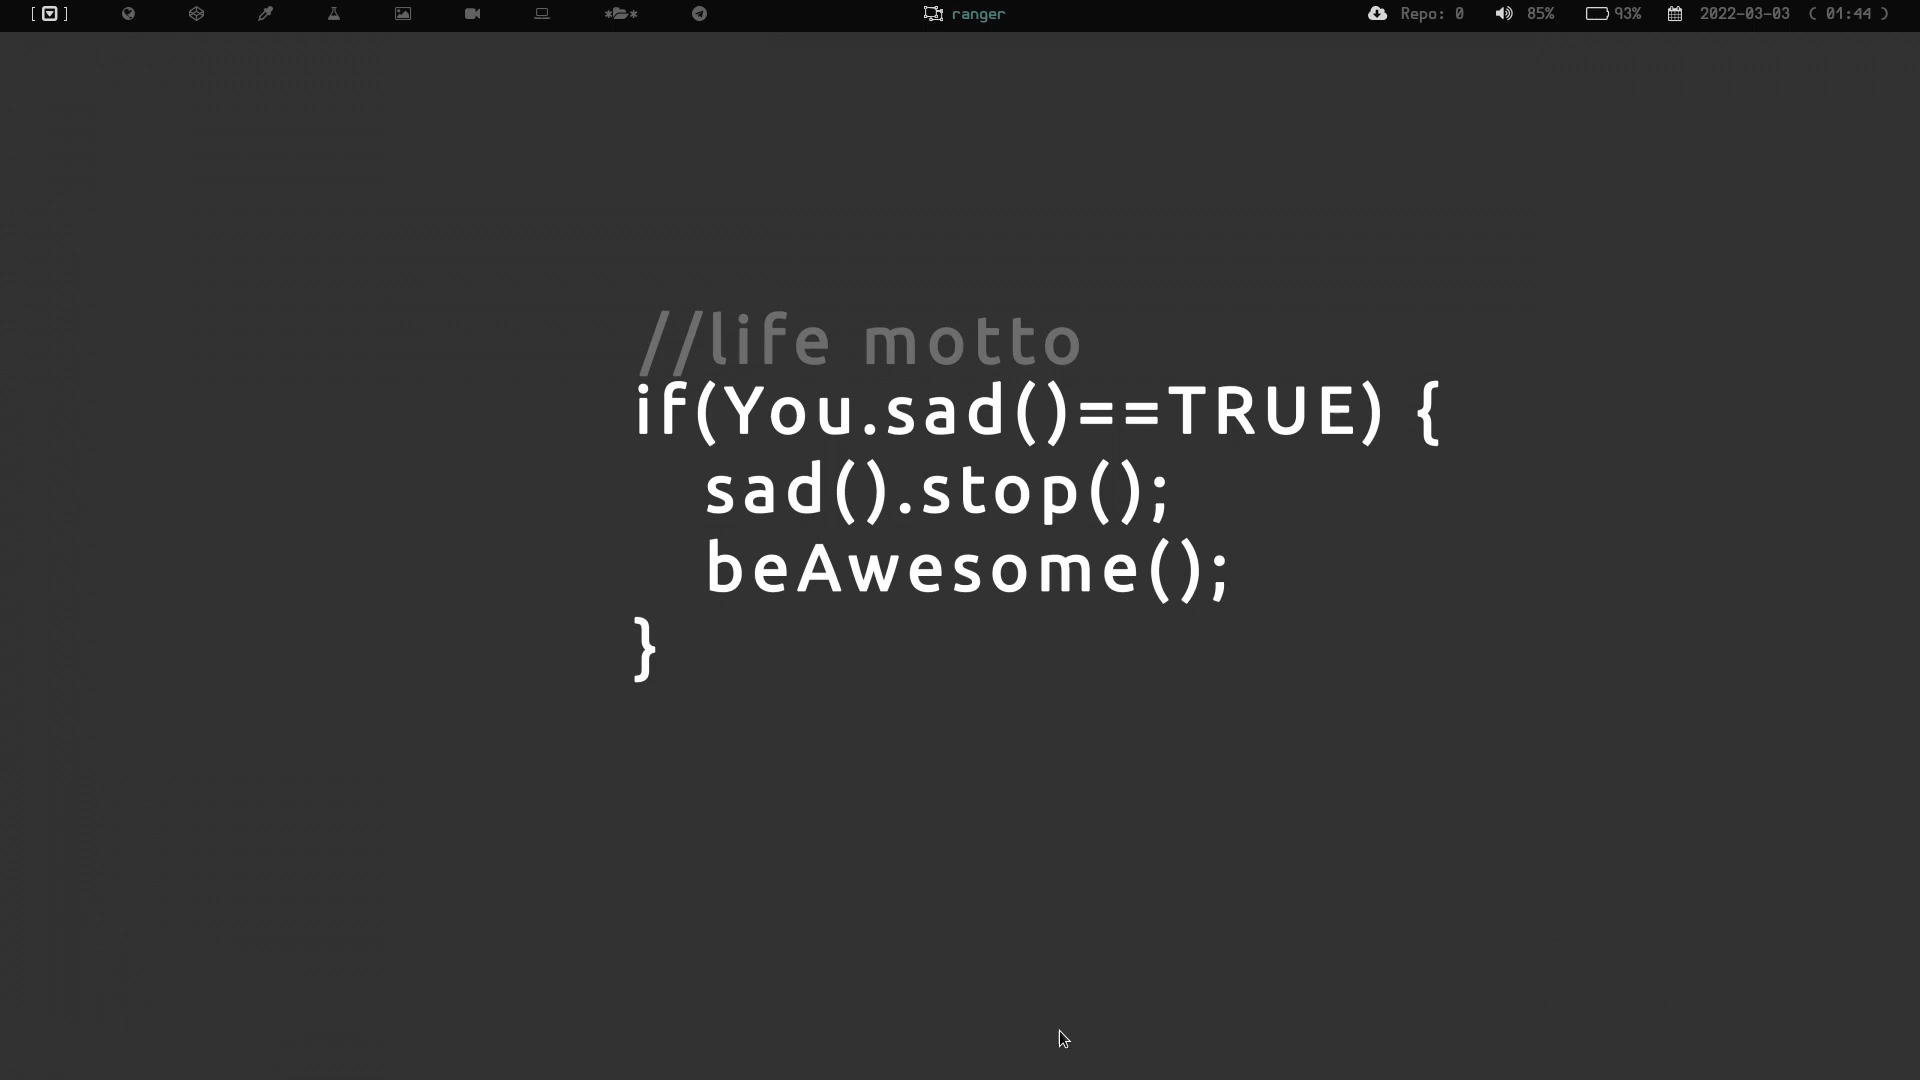 [ ] ranger Repo: 0 85% 93% 2022-03-03 ( 01:44 )
//life motto
if(You.sad()==TRUE) {
sad().stop();
beAwesome();
}